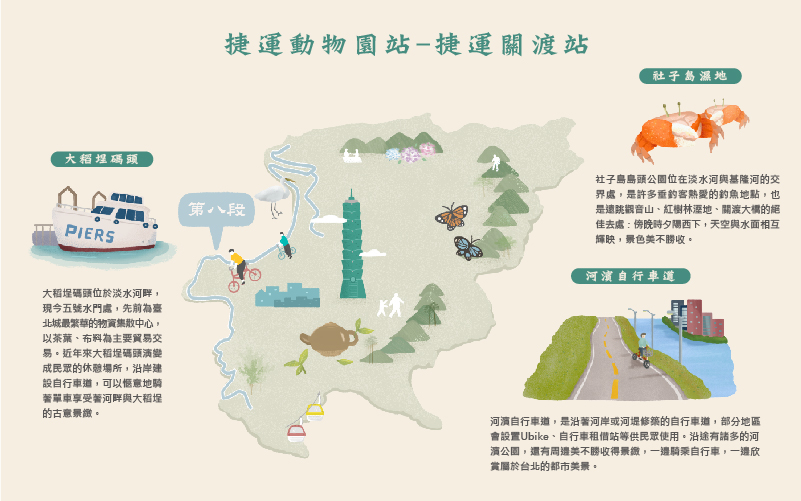 捷運動物園站-捷運關渡站
社子島濕地
社子島島頭公園位在淡水河與基隆河的交
界處，是許多垂釣客熱愛的釣魚地點，也
是遠眺觀音山、紅樹林溼地、關渡大橋的絕
佳去處：傍晚時夕陽西下，天空與水面相互
輝映，景色美不勝收。
大稻埕碼頭
PIERS
大稻埕碼頭位於淡水河畔，
現今五號水門處，先前為臺
北城最繁華的物資集散中心，
以茶葉、布料為主要貿易交
易。近年來大稻埕碼頭演變
成民眾的休憩場所，沿岸建
設自行車道，可以愜意地騎
著單車享受著河畔與大稻埕
的古意景緻。
第八段
河濱自行車道
河濱自行車道，是沿著河岸或河堤修築的自行車道，部分地區
會設置Ubike、自行車租借站等供民眾使用。沿途有諸多的河
濱公園，還有周邊美不勝收得景緻，一邊騎乘自行車，一邊欣
賞屬於台北的都市美景。